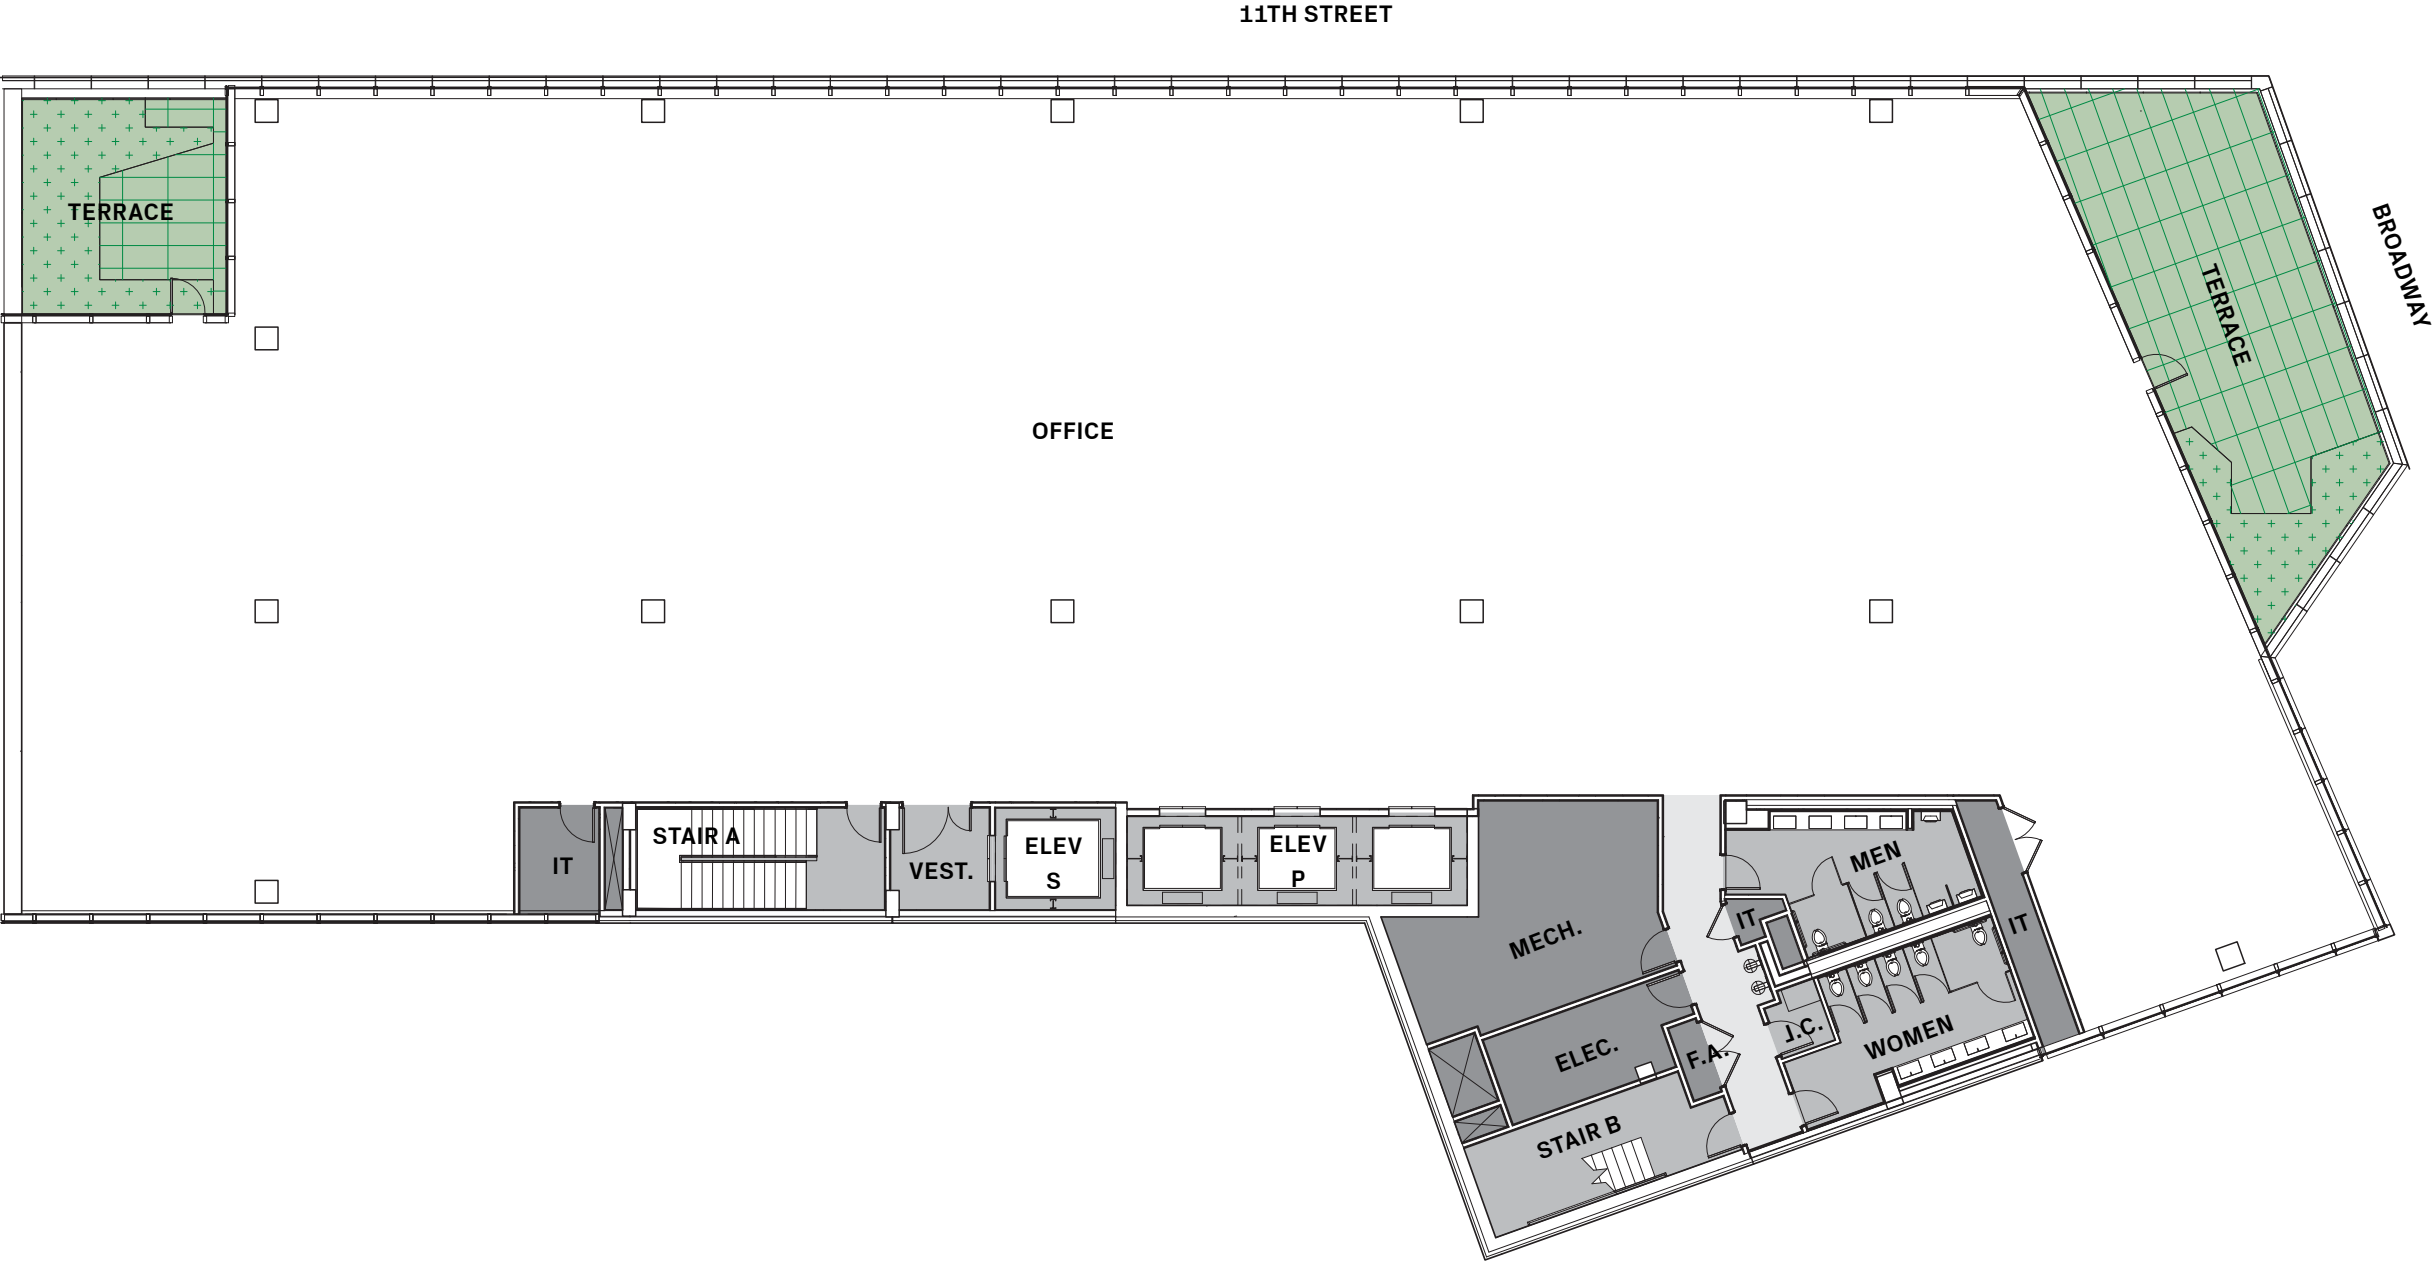 11TH STREET
TERRACE
BROADWAY
TERRACE
OFFICE
IT
STAIR A
VEST.
ELEV
S
ELEV
P
MECH.
MEN
IT
IT
ELEC.
F.A.
J.C.
WOMEN
STAIR B